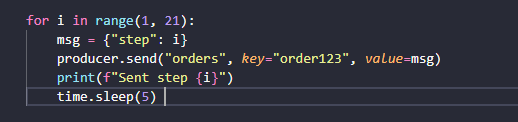 for i in range(1, 21):
    msg = {"step": i}
    producer.send("orders", key="order123", value=msg)
    print(f"Sent step {i}")
    time.sleep(5)